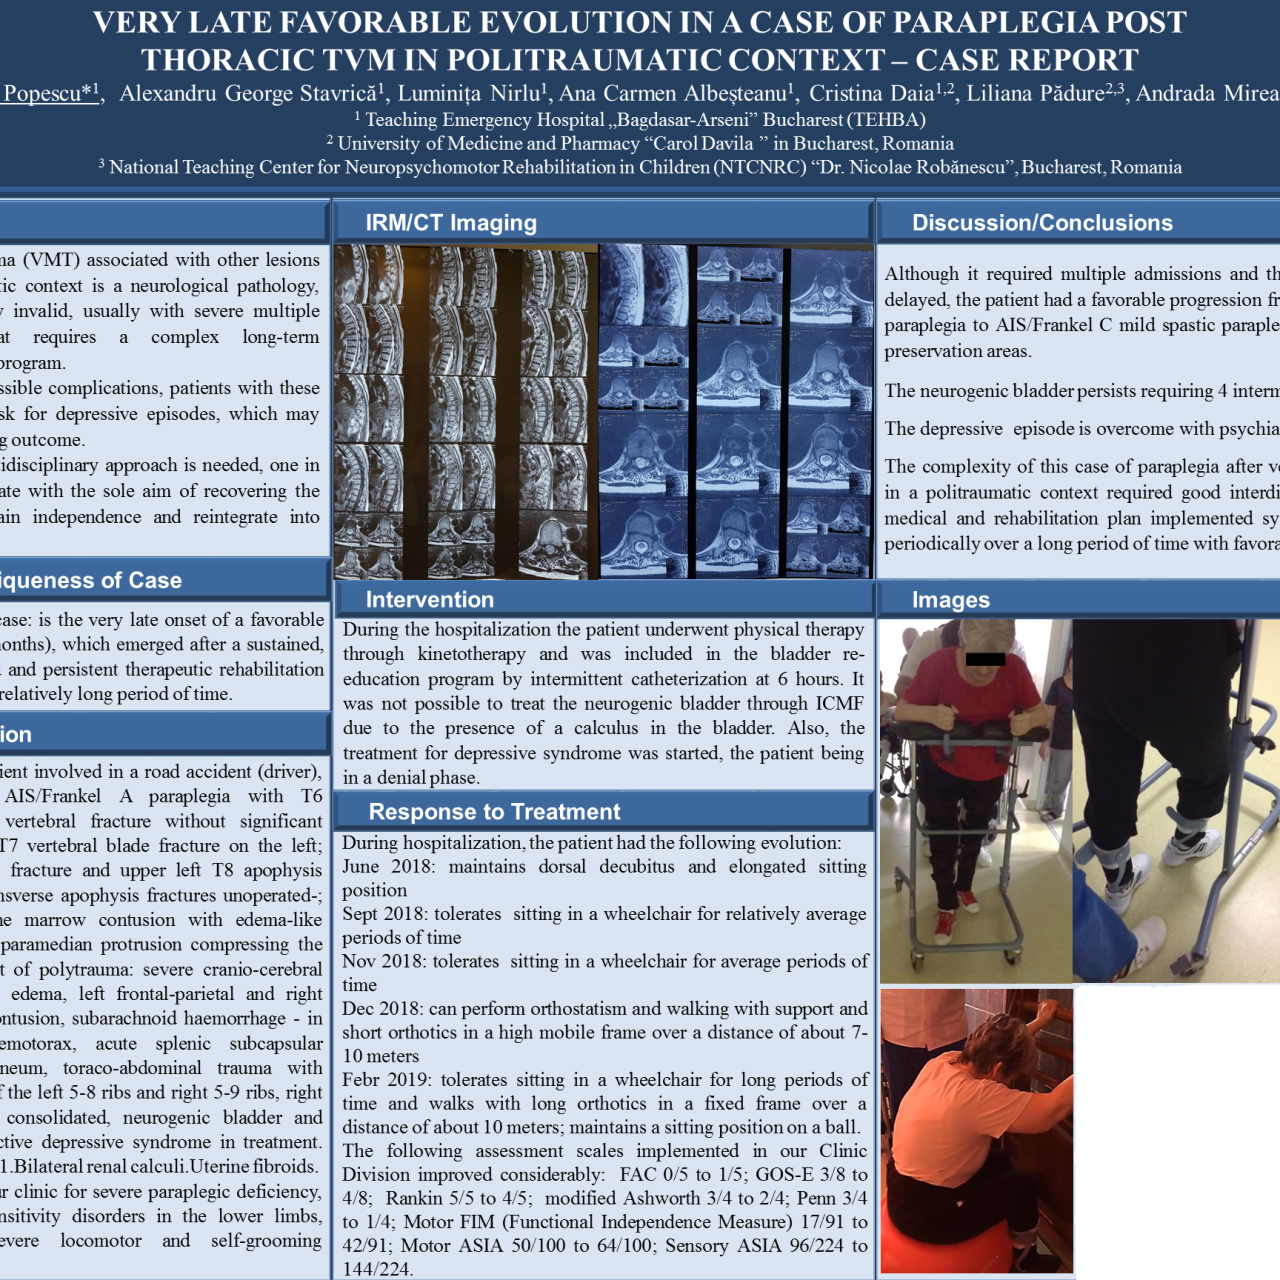 VERY LATE FAVORABLE EVOLUTION IN A CASE OF PARAPLEGIA POST
THORACIC TVM IN POLITRAUMATIC CONTEXT – CASE REPORT
Popescu*1, Alexandru George Stavrică1, Luminița Nirlu1, Ana Carmen Albeșteanu1, Cristina Daia1,2, Liliana Pădure2,3, Andrada Mirea
1 Teaching Emergency Hospital „Bagdasar-Arseni” Bucharest (TEHBA)
2 University of Medicine and Pharmacy “Carol Davila ” in Bucharest, Romania
3 National Teaching Center for Neuropsychomotor Rehabilitation in Children (NTCNRC) “Dr. Nicolae Robănescu”, Bucharest, Romania
ma (VMT) associated with other lesions
tic context is a neurological pathology,
y invalid, usually with severe multiple
at requires a complex long-term
program.
ssible complications, patients with these
sk for depressive episodes, which may
g outcome.
tidisciplinary approach is needed, one in
ate with the sole aim of recovering the
ain independence and reintegrate into
iqueness of Case
case: is the very late onset of a favorable
months), which emerged after a sustained,
l and persistent therapeutic rehabilitation
relatively long period of time.
ion
ient involved in a road accident (driver),
AIS/Frankel A paraplegia with T6
vertebral fracture without significant
T7 vertebral blade fracture on the left;
fracture and upper left T8 apophysis
nsverse apophysis fractures unoperated-;
ne marrow contusion with edema-like
paramedian protrusion compressing the
t of polytrauma: severe cranio-cerebral
edema, left frontal-parietal and right
ontusion, subarachnoid haemorrhage - in
emotorax, acute splenic subcapsular
neum, toraco-abdominal trauma with
f the left 5-8 ribs and right 5-9 ribs, right
consolidated, neurogenic bladder and
ctive depressive syndrome in treatment.
1.Bilateral renal calculi.Uterine fibroids.
ur clinic for severe paraplegic deficiency,
nsitivity disorders in the lower limbs,
evere locomotor and self-grooming
IRM/CT Imaging
Intervention
During the hospitalization the patient underwent physical therapy
through kinetotherapy and was included in the bladder re-
education program by intermittent catheterization at 6 hours. It
was not possible to treat the neurogenic bladder through ICMF
due to the presence of a calculus in the bladder. Also, the
treatment for depressive syndrome was started, the patient being
in a denial phase.
Response to Treatment
During hospitalization, the patient had the following evolution:
June 2018: maintains dorsal decubitus and elongated sitting
position
Sept 2018: tolerates sitting in a wheelchair for relatively average
periods of time
Nov 2018: tolerates sitting in a wheelchair for average periods of
time
Dec 2018: can perform orthostatism and walking with support and
short orthotics in a high mobile frame over a distance of about 7-
10 meters
Febr 2019: tolerates sitting in a wheelchair for long periods of
time and walks with long orthotics in a fixed frame over a
distance of about 10 meters; maintains a sitting position on a ball.
The following assessment scales implemented in our Clinic
Division improved considerably: FAC 0/5 to 1/5; GOS-E 3/8 to
4/8; Rankin 5/5 to 4/5; modified Ashworth 3/4 to 2/4; Penn 3/4
to 1/4; Motor FIM (Functional Independence Measure) 17/91 to
42/91; Motor ASIA 50/100 to 64/100; Sensory ASIA 96/224 to
144/224.
Discussion/Conclusions
Although it required multiple admissions and th
delayed, the patient had a favorable progression fr
paraplegia to AIS/Frankel C mild spastic paraple
preservation areas.
The neurogenic bladder persists requiring 4 interm
The depressive episode is overcome with psychia
The complexity of this case of paraplegia after v
in a politraumatic context required good interdi
medical and rehabilitation plan implemented sy
periodically over a long period of time with favora
Images